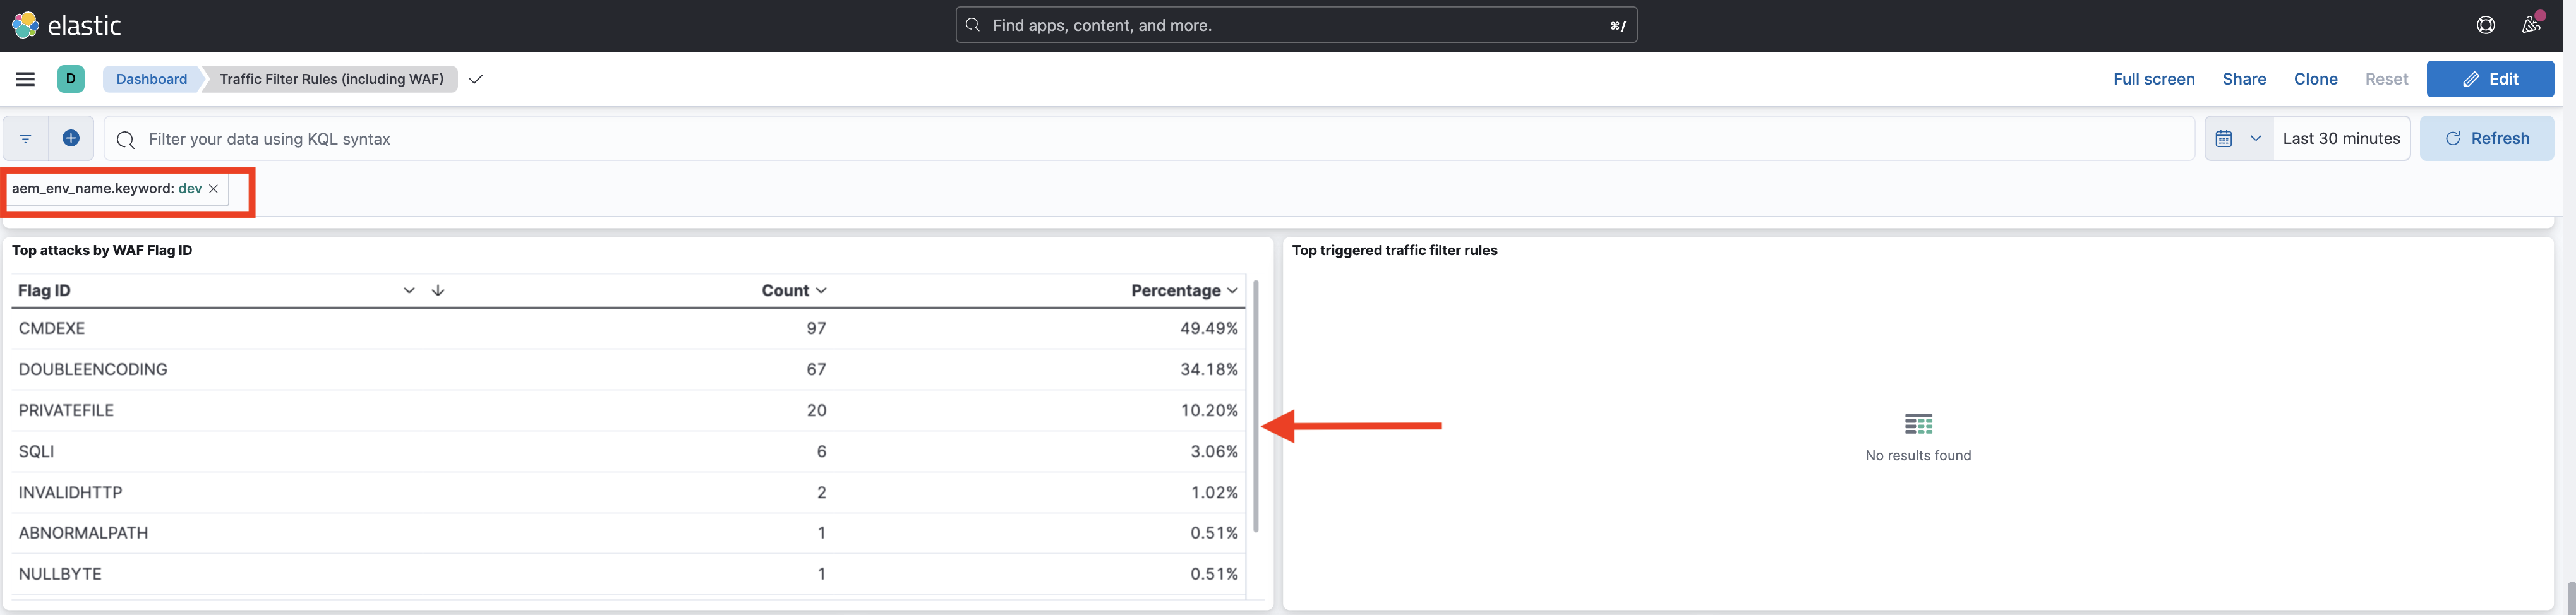 elastic
Find apps, content, and more. ⌘/
D Dashboard Traffic Filter Rules (including WAF) Full screen Share Clone Reset Edit
Filter your data using KQL syntax Last 30 minutes Refresh
aem_env_name.keyword: dev ×
Top attacks by WAF Flag ID
Flag ID Count Percentage
CMDEXE 97 49.49%
DOUBLEENCODING 67 34.18%
PRIVATEFILE 20 10.20%
SQLI 6 3.06%
INVALIDHTTP 2 1.02%
ABNORMALPATH 1 0.51%
NULLBYTE 1 0.51%
Top triggered traffic filter rules
No results found